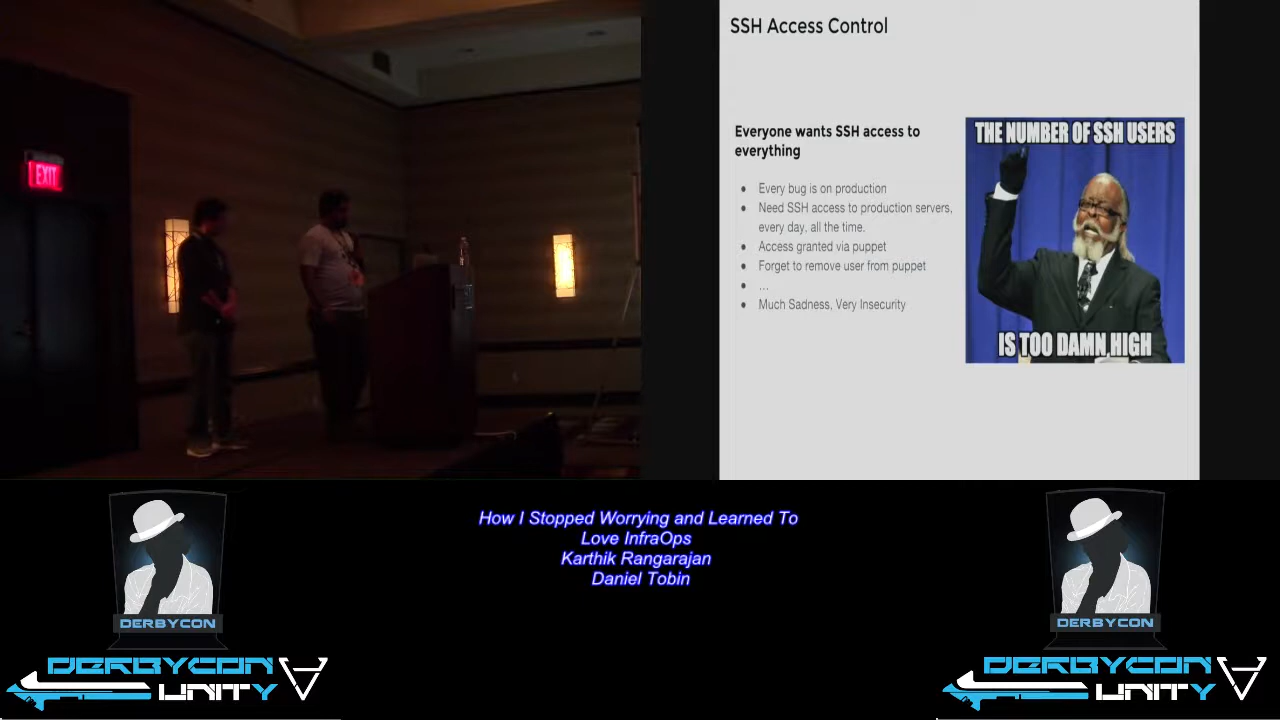 EXIT
SSH Access Control
Everyone wants SSH access to
everything
Every bug is on production
Need SSH access to production servers,
every day, all the time.
Access granted via puppet
Forget to remove user from puppet
...
Much Sadness, Very Insecurity
THE NUMBER OF SSH USERS
IS TOO DAMN HIGH
How I Stopped Worrying and Learned To
Love InfraOps
Karthik Rangarajan
Daniel Tobin
DERBYCON
DERBYCON
UNITY
DERBYCON
DERBYCON
UNITY